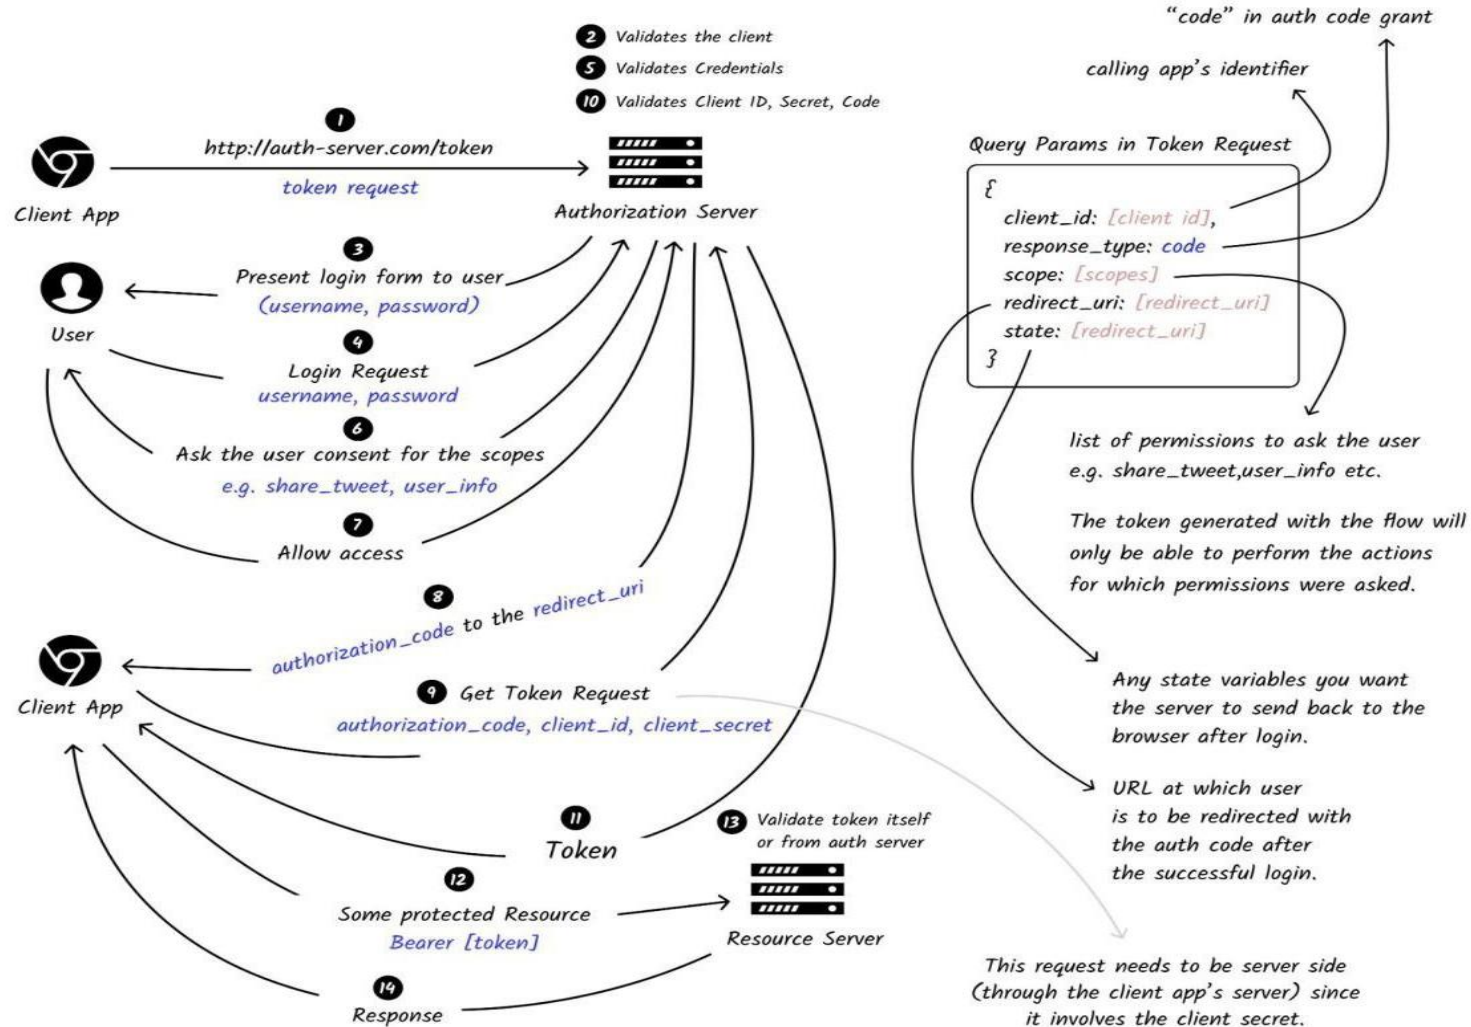 2 Validates the client
5 Validates Credentials
10 Validates Client ID, Secret, Code
1
http://auth-server.com/token
token request
Client App
Authorization Server
3
Present login form to user
(username, password)
User
4
Login Request
username, password
6
Ask the user consent for the scopes
e.g. share_tweet, user_info
7
Allow access
8
authorization_code to the redirect_uri
Client App
9 Get Token Request
authorization_code, client_id, client_secret
11
Token
13 Validate token itself
or from auth server
12
Some protected Resource
Bearer [token]
Resource Server
14
Response
"code" in auth code grant
calling app's identifier
Query Params in Token Request
{
client_id: [client id],
response_type: code
scope: [scopes]
redirect_uri: [redirect_uri]
state: [redirect_uri]
}
list of permissions to ask the user
e.g. share_tweet,user_info etc.
The token generated with the flow will
only be able to perform the actions
for which permissions were asked.
Any state variables you want
the server to send back to the
browser after login.
URL at which user
is to be redirected with
the auth code after
the successful login.
This request needs to be server side
(through the client app's server) since
it involves the client secret.